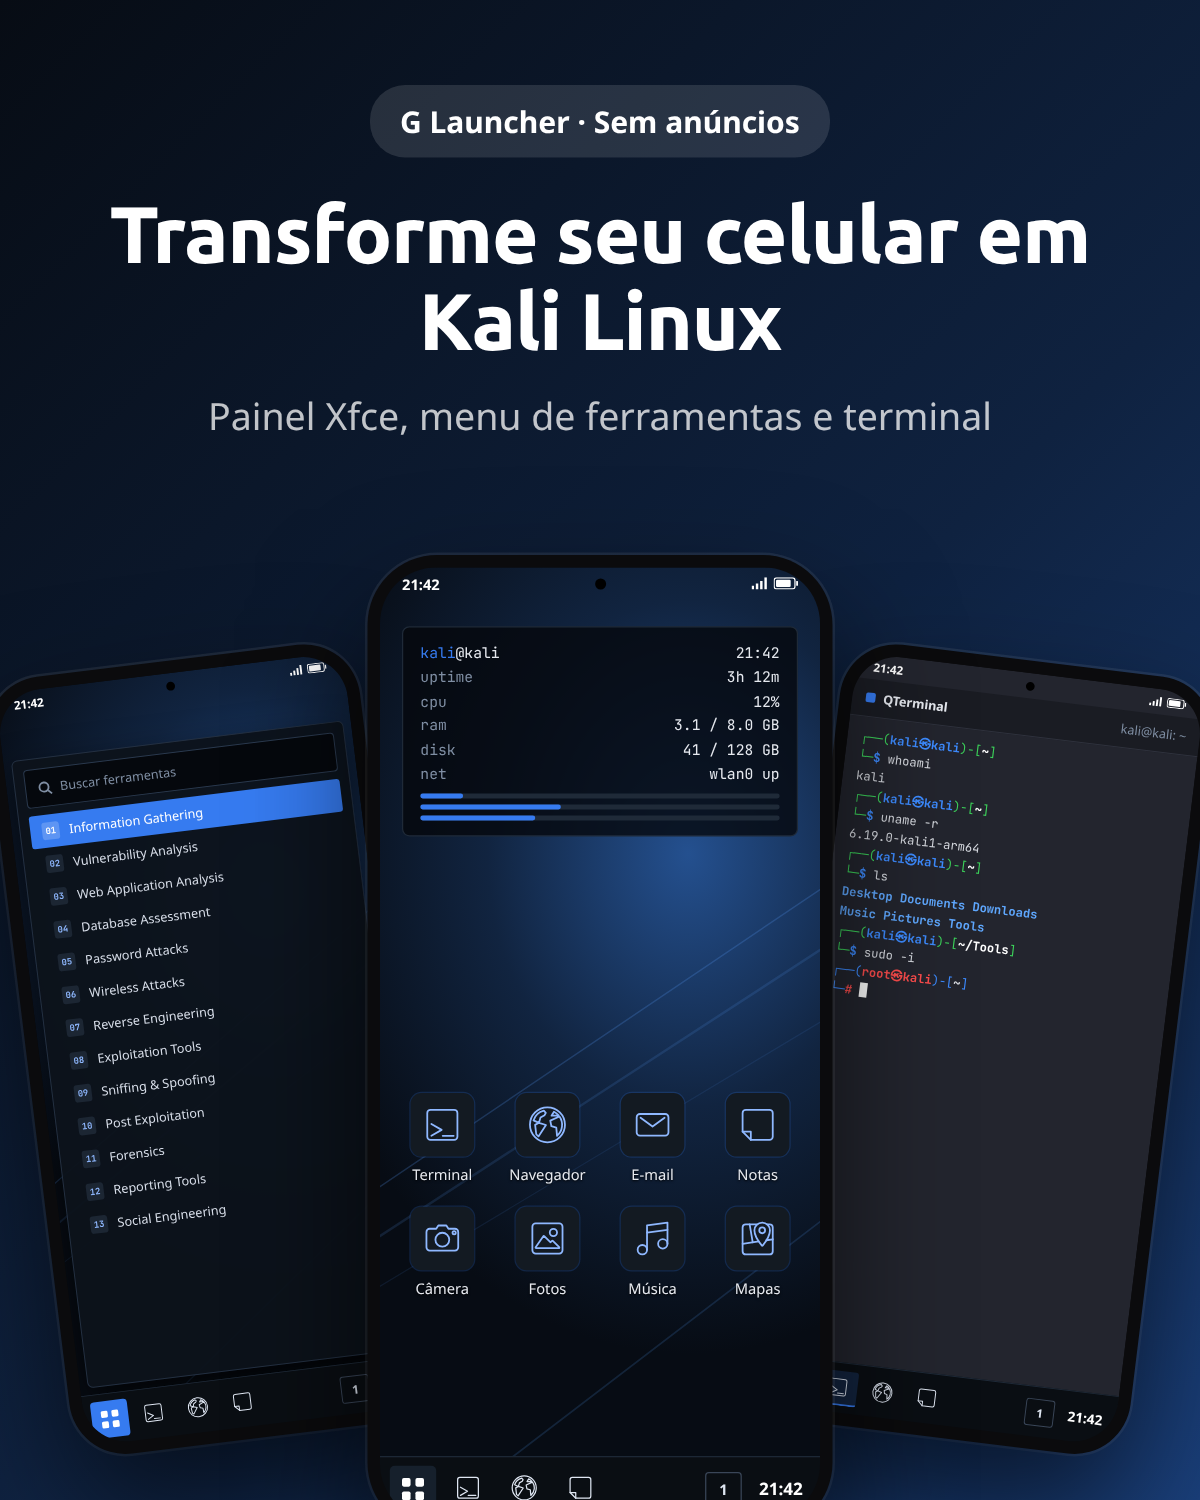 G Launcher · Sem anúncios
Transforme seu celular em
Kali Linux
Painel Xfce, menu de ferramentas e terminal
21:42
Buscar ferramentas
01 Information Gathering
02 Vulnerability Analysis
03 Web Application Analysis
04 Database Assessment
05 Password Attacks
06 Wireless Attacks
07 Reverse Engineering
08 Exploitation Tools
09 Sniffing & Spoofing
10 Post Exploitation
11 Forensics
12 Reporting Tools
13 Social Engineering
1
21:42
kali@kali 21:42
uptime 3h 12m
cpu 12%
ram 3.1 / 8.0 GB
disk 41 / 128 GB
net wlan0 up
Terminal Navegador E-mail Notas
Câmera Fotos Música Mapas
1 21:42
21:42
QTerminal kali@kali: ~
┌──(kali㉿kali)-[~]
└─$ whoami
kali
┌──(kali㉿kali)-[~]
└─$ uname -r
6.19.0-kali1-arm64
┌──(kali㉿kali)-[~]
└─$ ls
Desktop Documents Downloads
Music Pictures Tools
┌──(kali㉿kali)-[~/Tools]
└─$ sudo -i
┌──(root㉿kali)-[~]
└─#
1 21:42